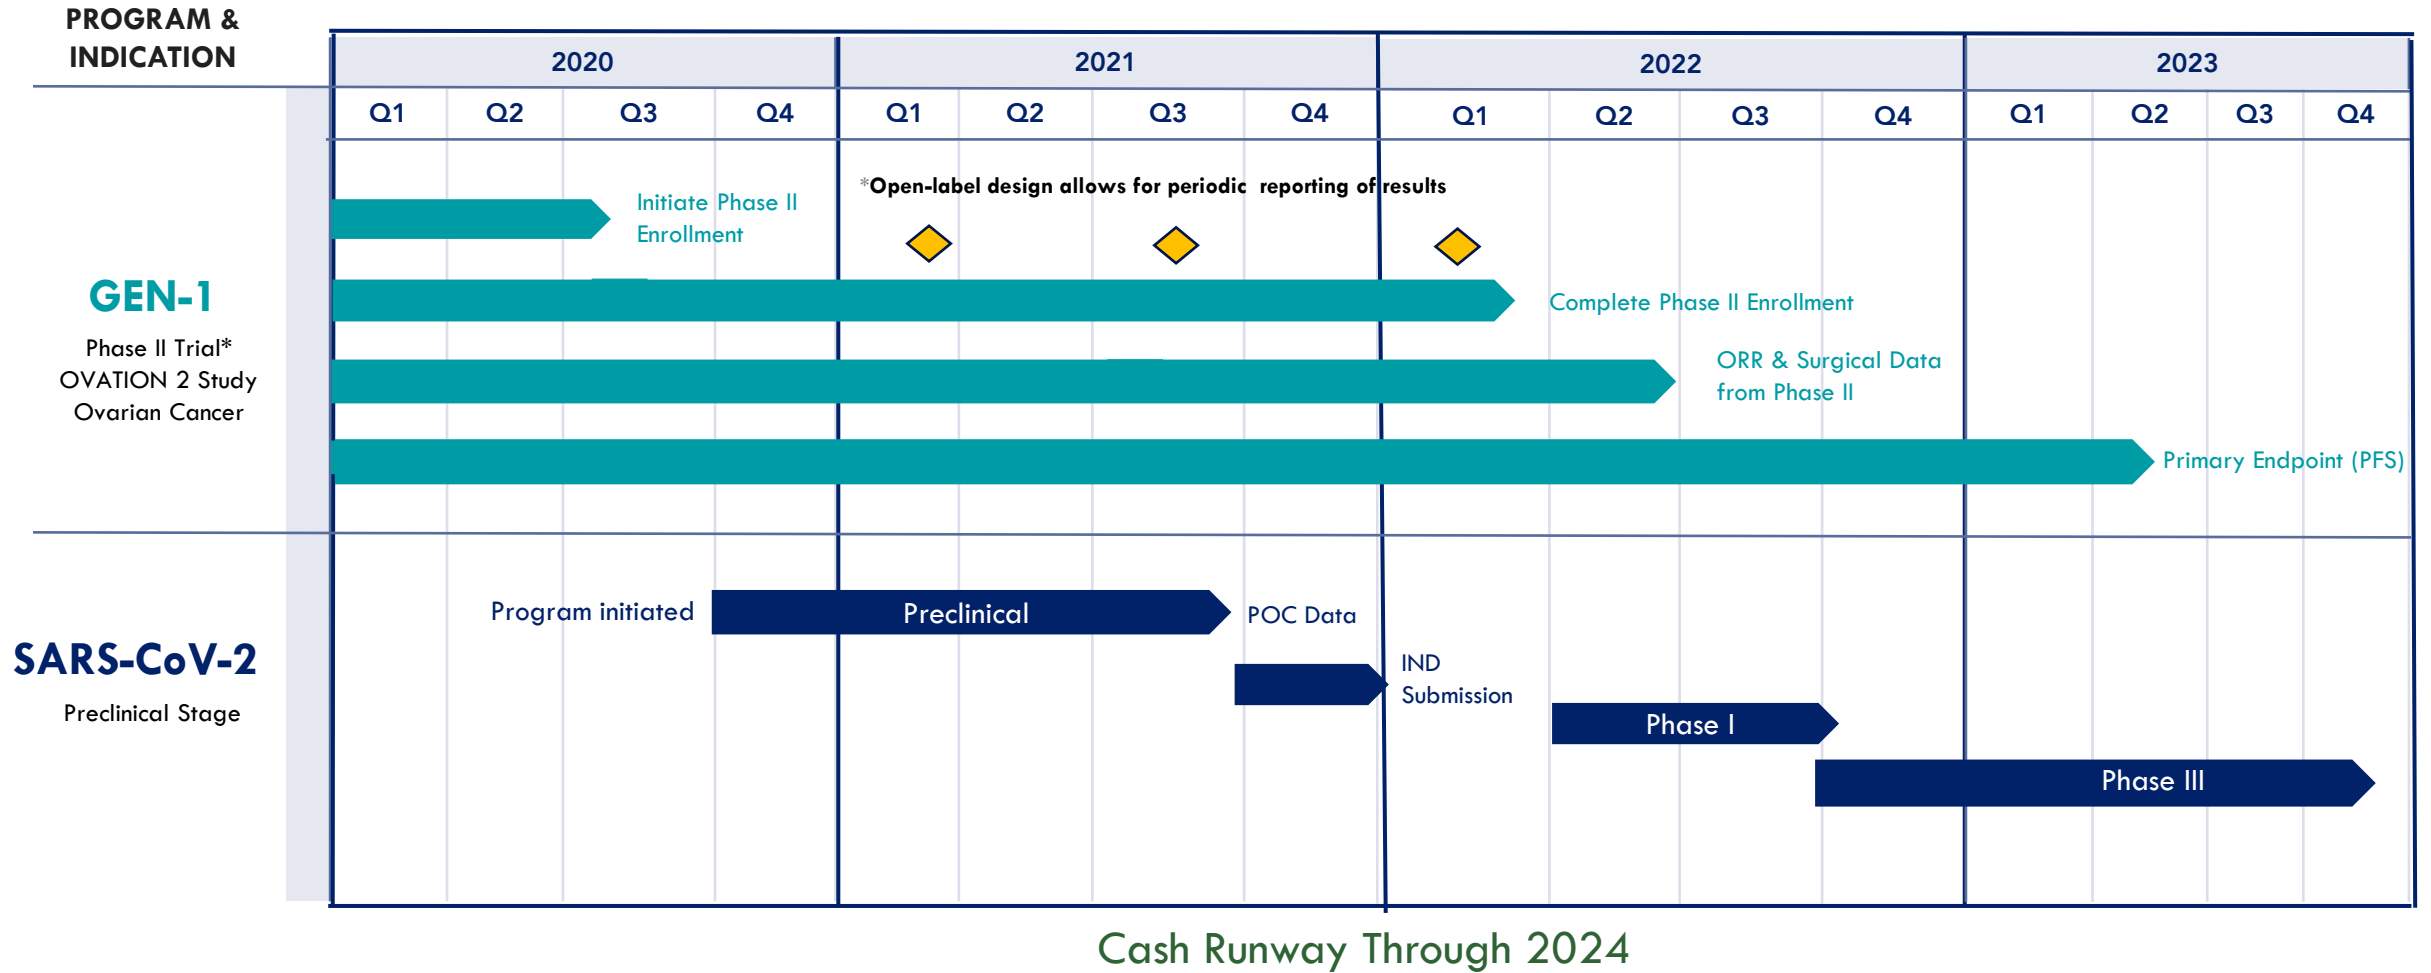 PROGRAM &
INDICATION
2020
2021
2022
2023
Q1 Q2 Q3 Q4 Q1 Q2 Q3 Q4 Q1 Q2 Q3 Q4 Q1 Q2 Q3 Q4
*Open-label design allows for periodic reporting of results
Initiate Phase II
Enrollment
GEN-1
Phase II Trial*
OVATION 2 Study
Ovarian Cancer
Complete Phase II Enrollment
ORR & Surgical Data
from Phase II
Primary Endpoint (PFS)
SARS-CoV-2
Preclinical Stage
Program initiated
Preclinical
POC Data
IND
Submission
Phase I
Phase III
Cash Runway Through 2024